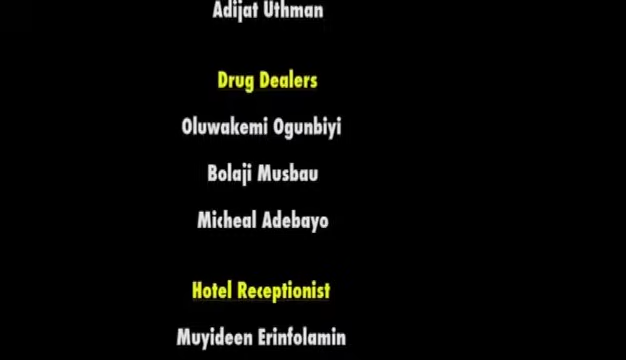 Adijat Uthman
Drug Dealers
Oluwakemi Ogunbiyi
Bolaji Musbau
Micheal Adebayo
Hotel Receptionist
Muyideen Erinfolamin